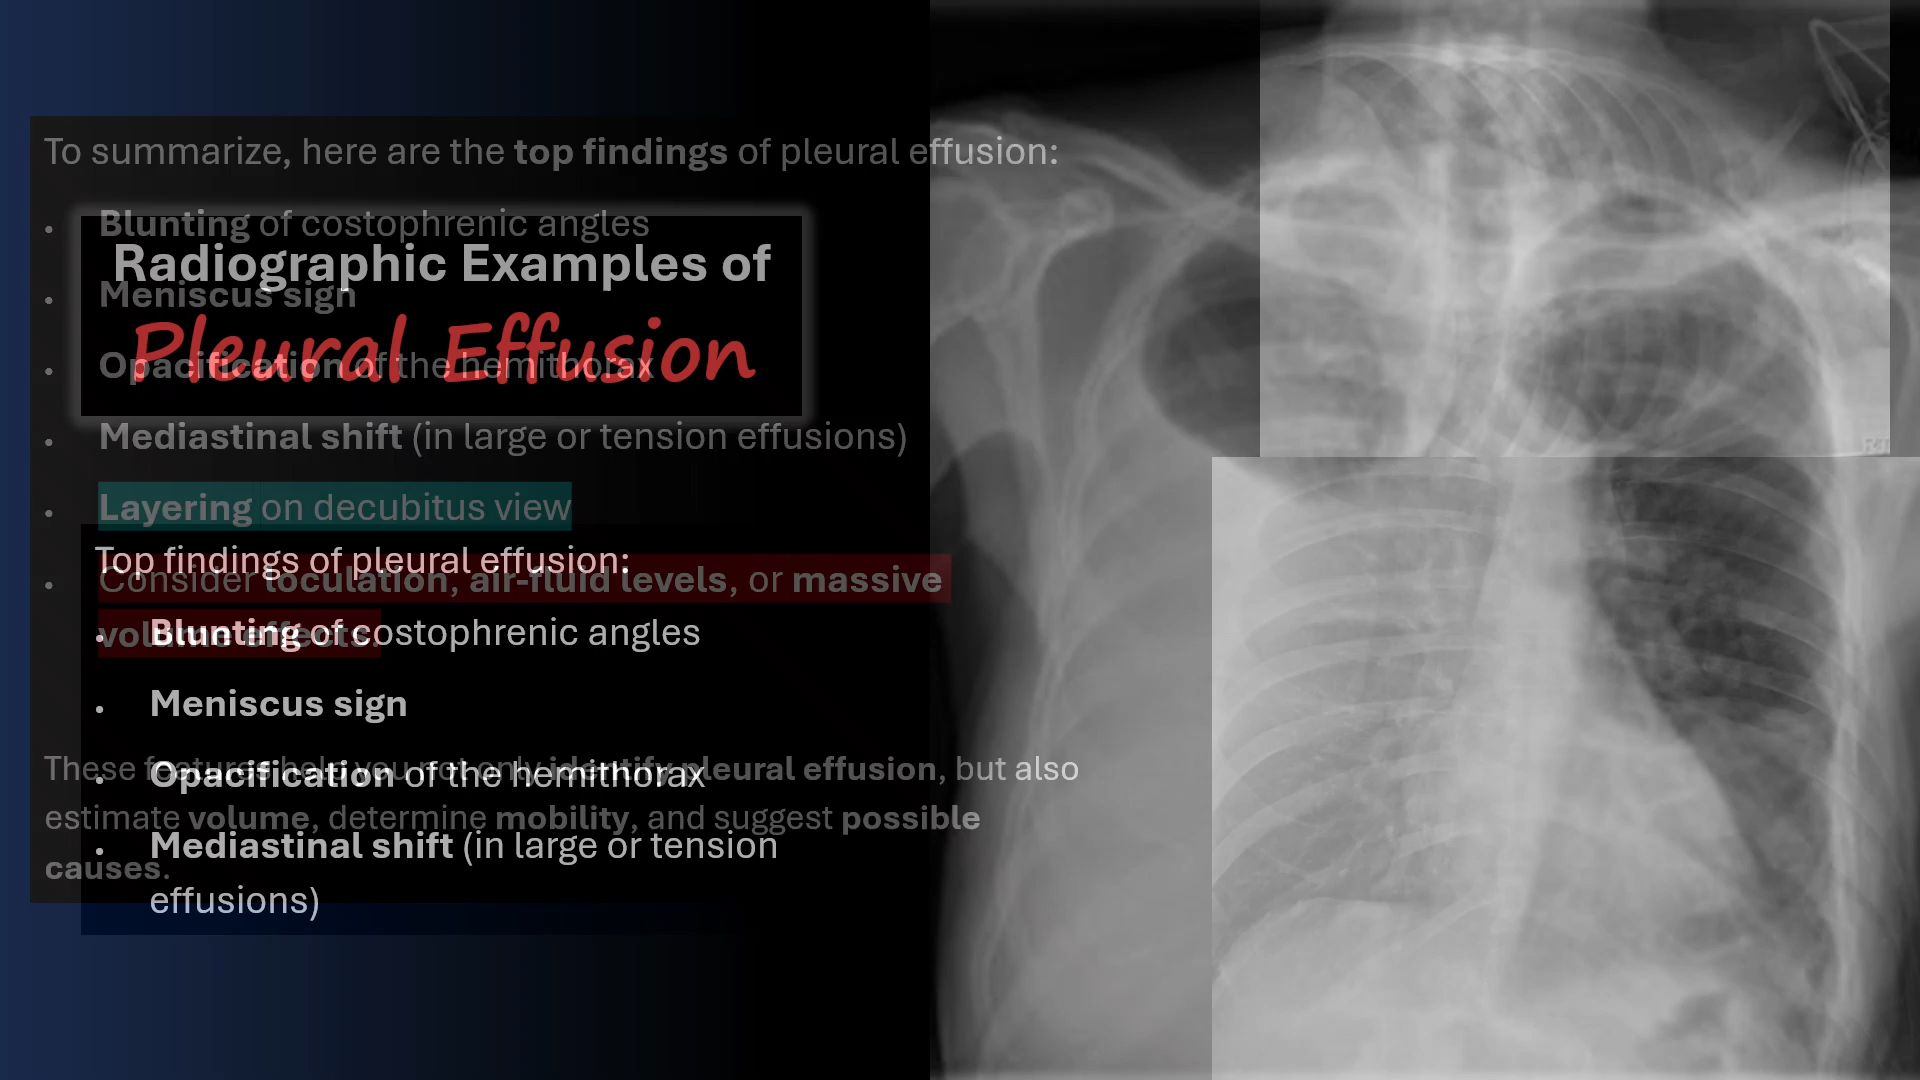 To summarize, here are the top findings of pleural effusion:
Blunting of costophrenic angles
Meniscus sign
Opacification of the hemithorax
Mediastinal shift (in large or tension effusions)
Layering on decubitus view
Consider loculation, air-fluid levels, or massive
volume effects.
These features help you not only identify pleural effusion, but also
estimate volume, determine mobility, and suggest possible
causes.
Radiographic Examples of
Pleural Effusion
Top findings of pleural effusion:
Blunting of costophrenic angles
Meniscus sign
Opacification of the hemithorax
Mediastinal shift (in large or tension
effusions)